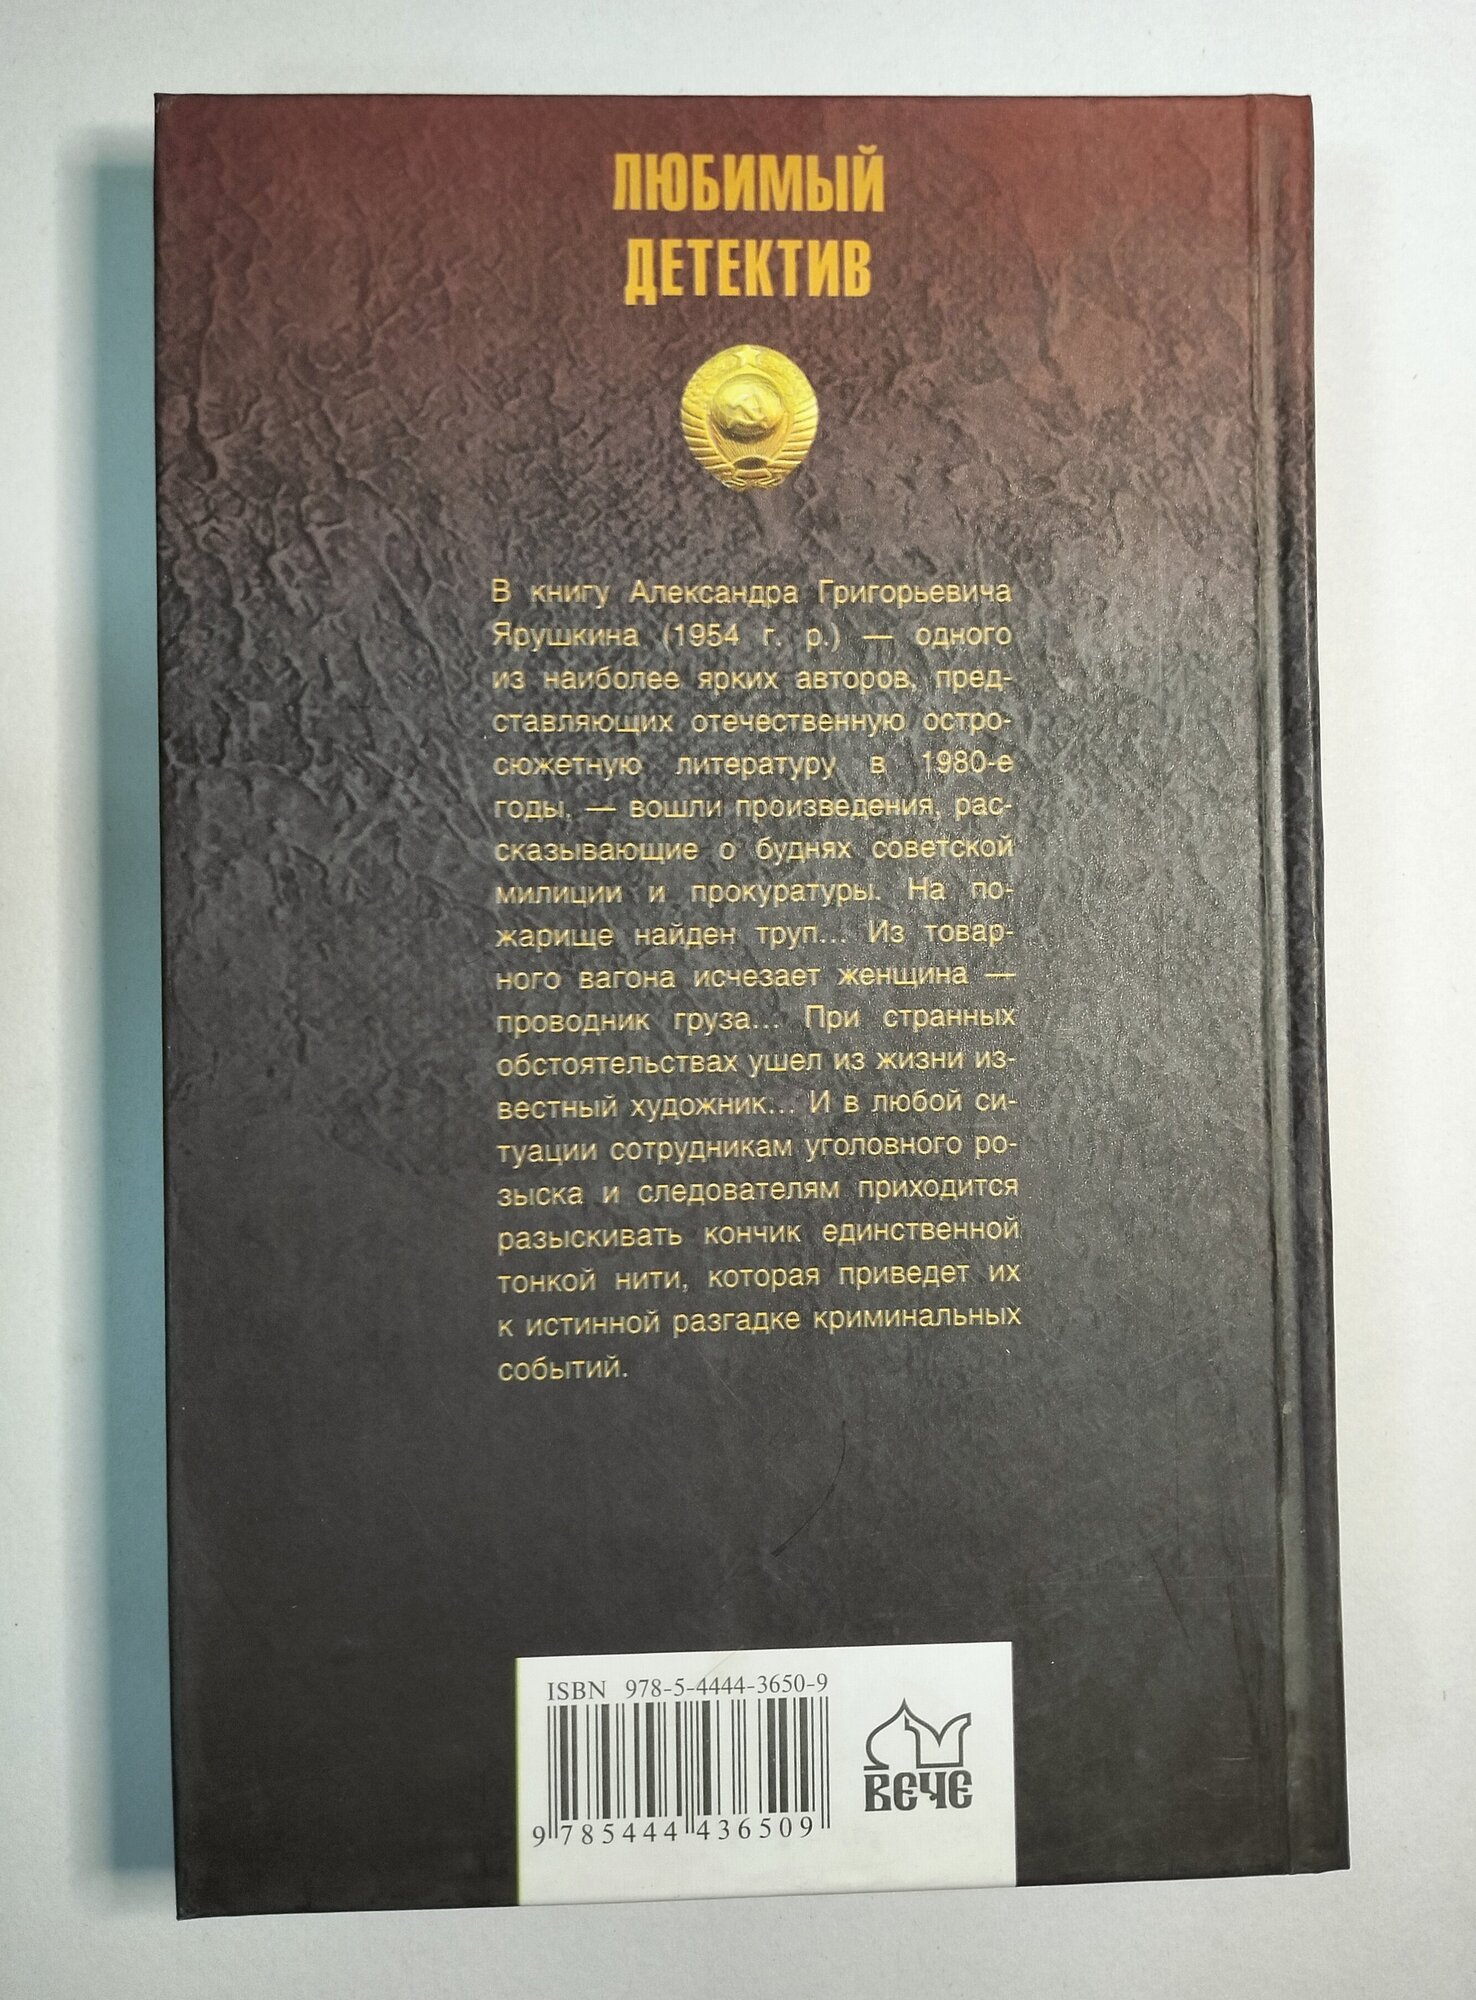 ЛЮБИМЫЙ
ДЕТЕКТИВ
В книгу Александра Григорьевича
Ярушкина (1954 г. р.) — одного
из наиболее ярких авторов, пред-
ставляющих отечественную остро-
сюжетную литературу в 1980-е
годы, — вошли произведения, рас-
сказывающие о буднях советской
милиции и прокуратуры. На по-
жарище найден труп... Из товар-
ного вагона исчезает женщина —
проводник груза... При странных
обстоятельствах ушел из жизни из-
вестный художник... И в любой си-
туации сотрудникам уголовного ро-
зыска и следователям приходится
разыскивать кончик единственной
тонкой нити, которая приведет их
к истинной разгадке криминальных
событий.
ISBN 978-5-4444-3650-9
9 785444 436509
ВЕЧЕ